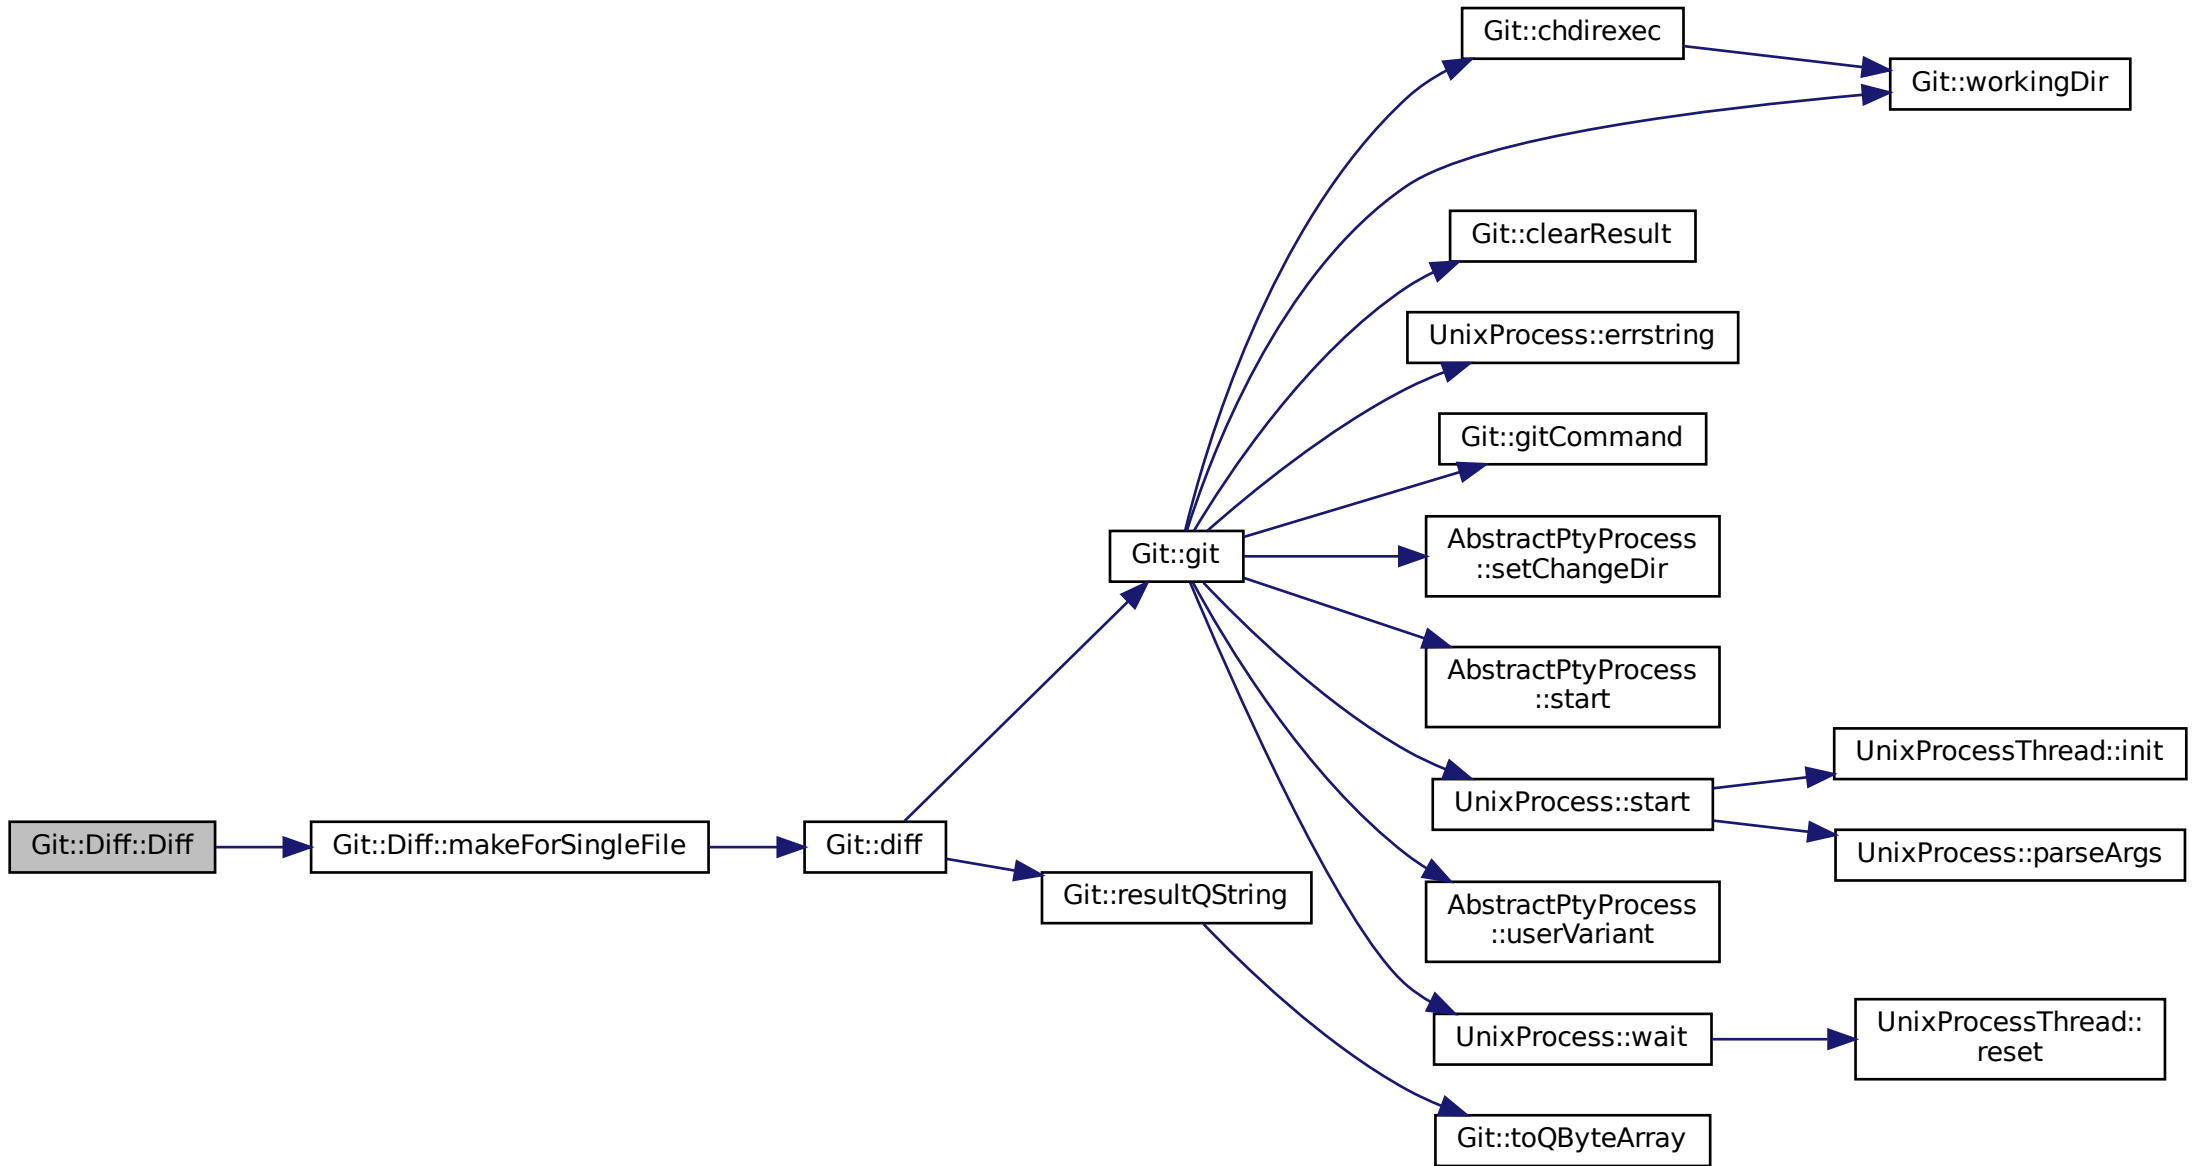 Git::chdirexec
Git::workingDir
Git::clearResult
UnixProcess::errstring
Git::gitCommand
Git::git
AbstractPtyProcess
::setChangeDir
AbstractPtyProcess
::start
UnixProcessThread::init
UnixProcess::start
Git::Diff::Diff
Git::Diff::makeForSingleFile
Git::diff
UnixProcess::parseArgs
Git::resultQString
AbstractPtyProcess
::userVariant
UnixProcess::wait
UnixProcessThread::
reset
Git::toQByteArray